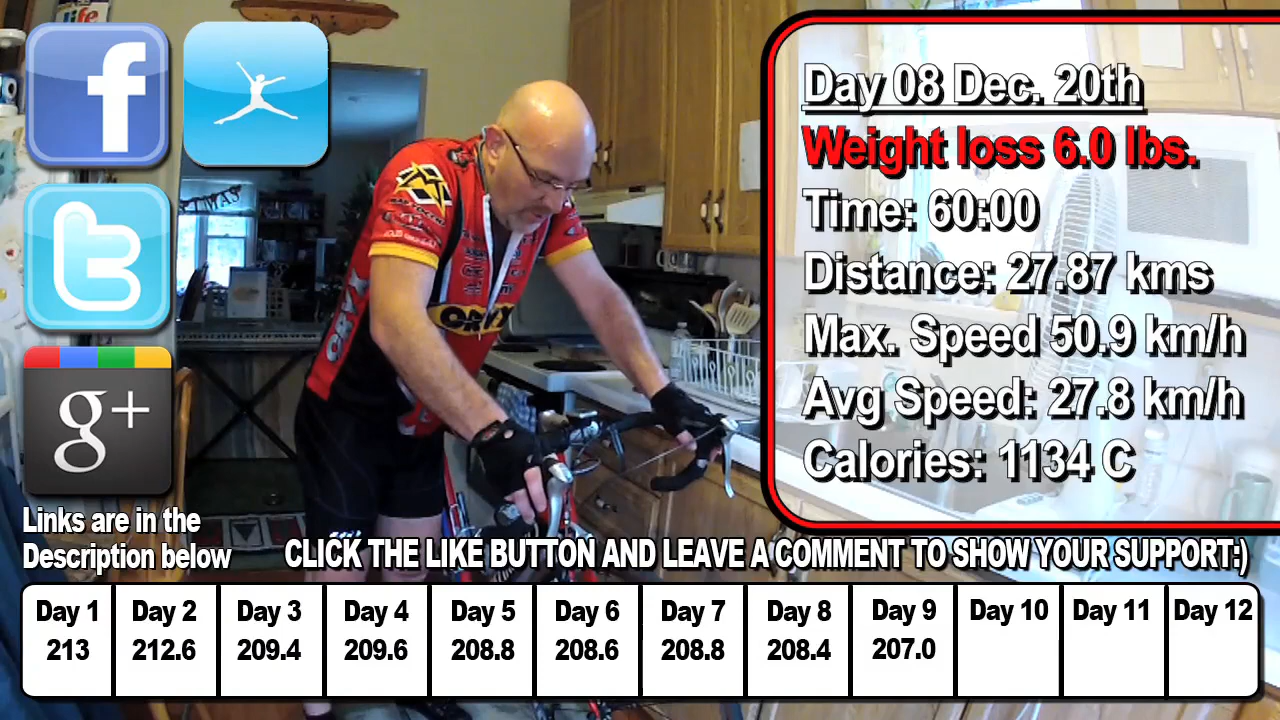 life
f
t
g+
Links are in the
Description below
Day 08 Dec. 20th
Weight loss 6.0 lbs.
Time: 60:00
Distance: 27.87 kms
Max. Speed 50.9 km/h
Avg Speed: 27.8 km/h
Calories: 1134 C
CLICK THE LIKE BUTTON AND LEAVE A COMMENT TO SHOW YOUR SUPPORT:)
Day 1 Day 2 Day 3 Day 4 Day 5 Day 6 Day 7 Day 8 Day 9 Day 10 Day 11 Day 12
213 212.6 209.4 209.6 208.8 208.6 208.8 208.4 207.0